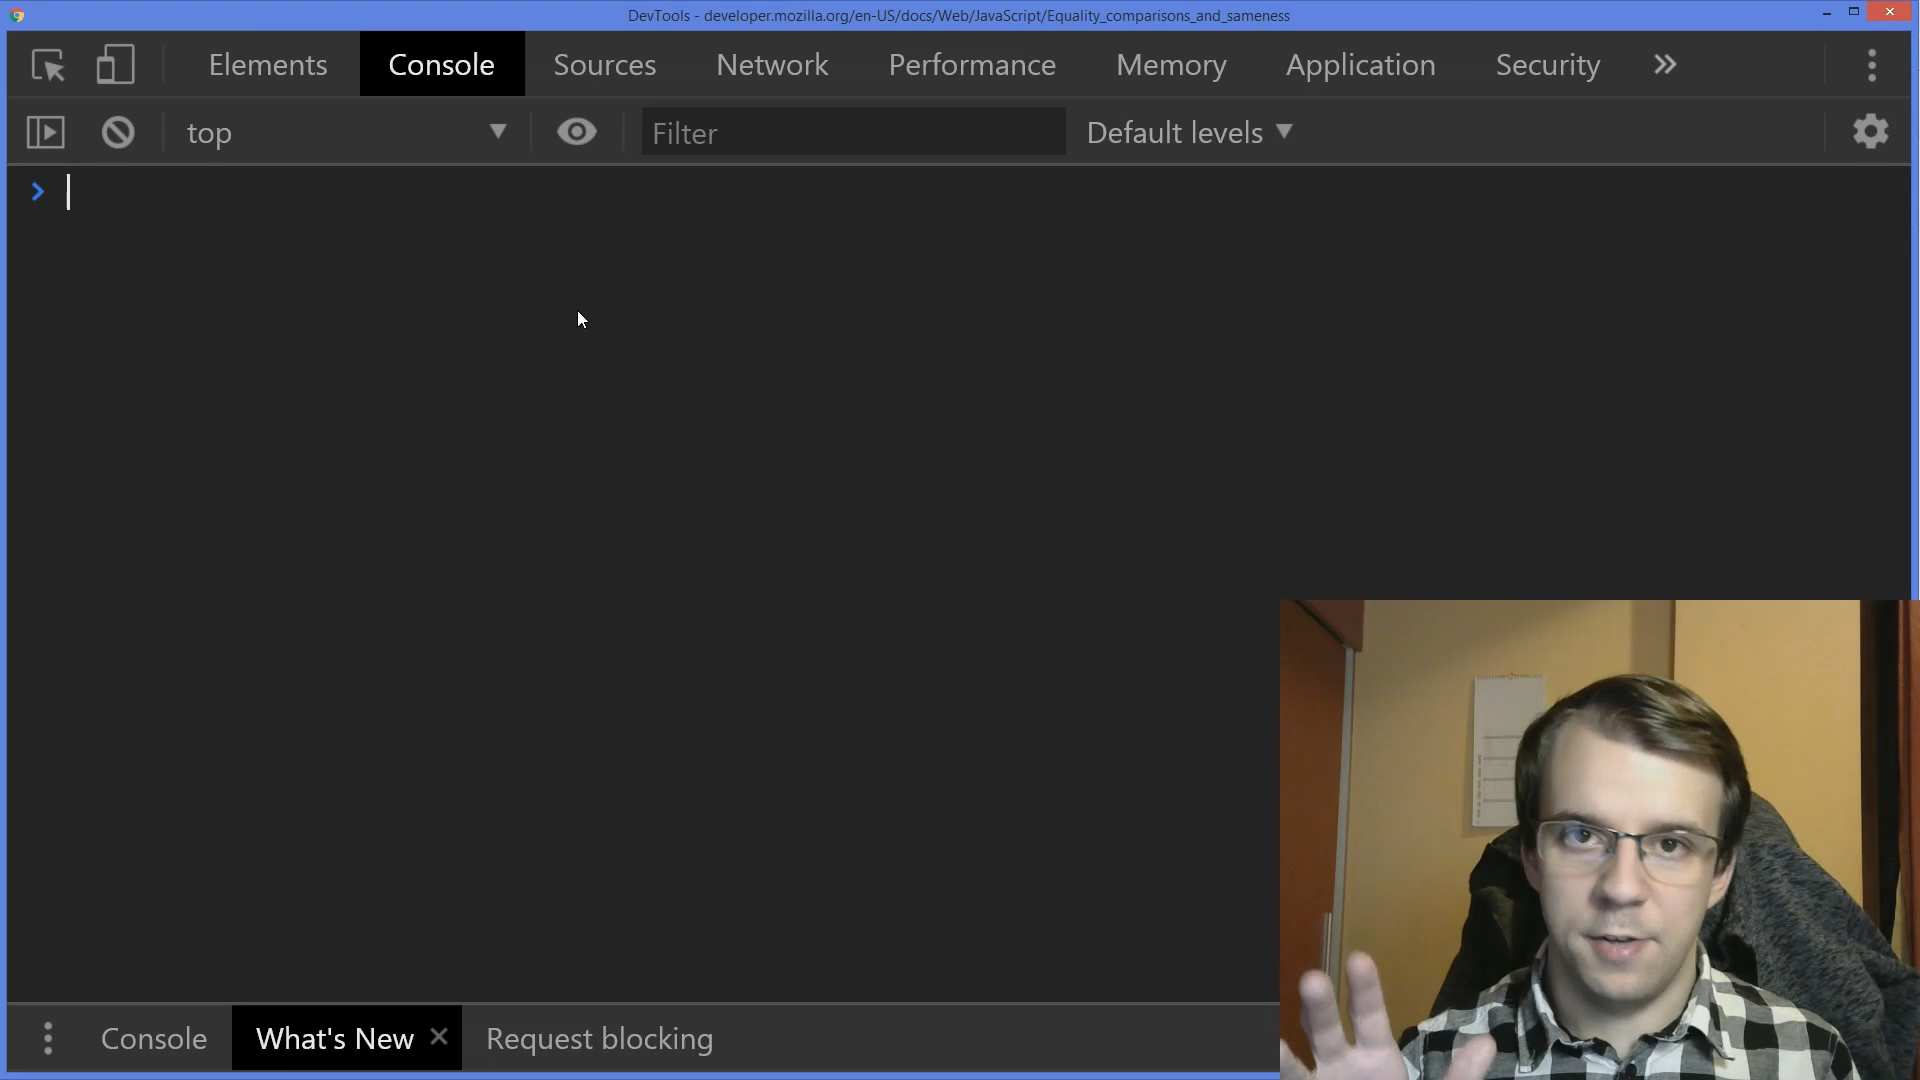 DevTools - developer.mozilla.org/en-US/docs/Web/JavaScript/Equality_comparisons_and_sameness
Elements Console Sources Network Performance Memory Application Security »
top Filter Default levels
Console What's New Request blocking